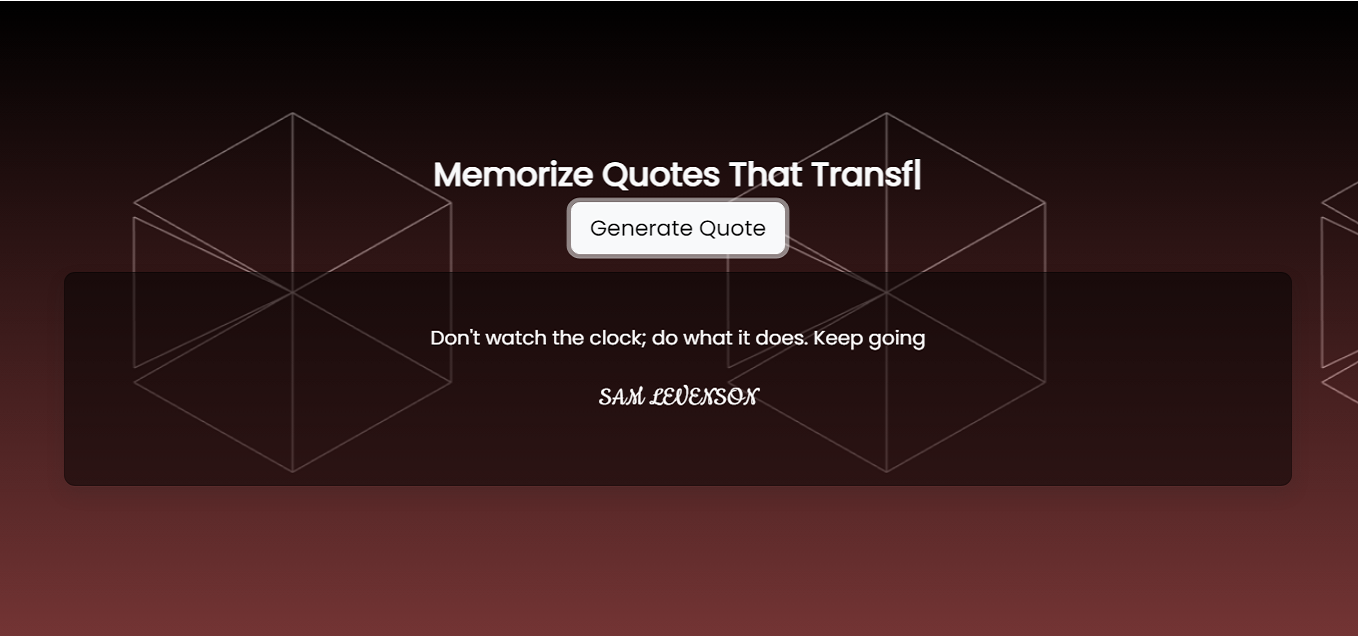 Memorize Quotes That Transf|
Generate Quote
Don't watch the clock; do what it does. Keep going
SAM LEVENSON